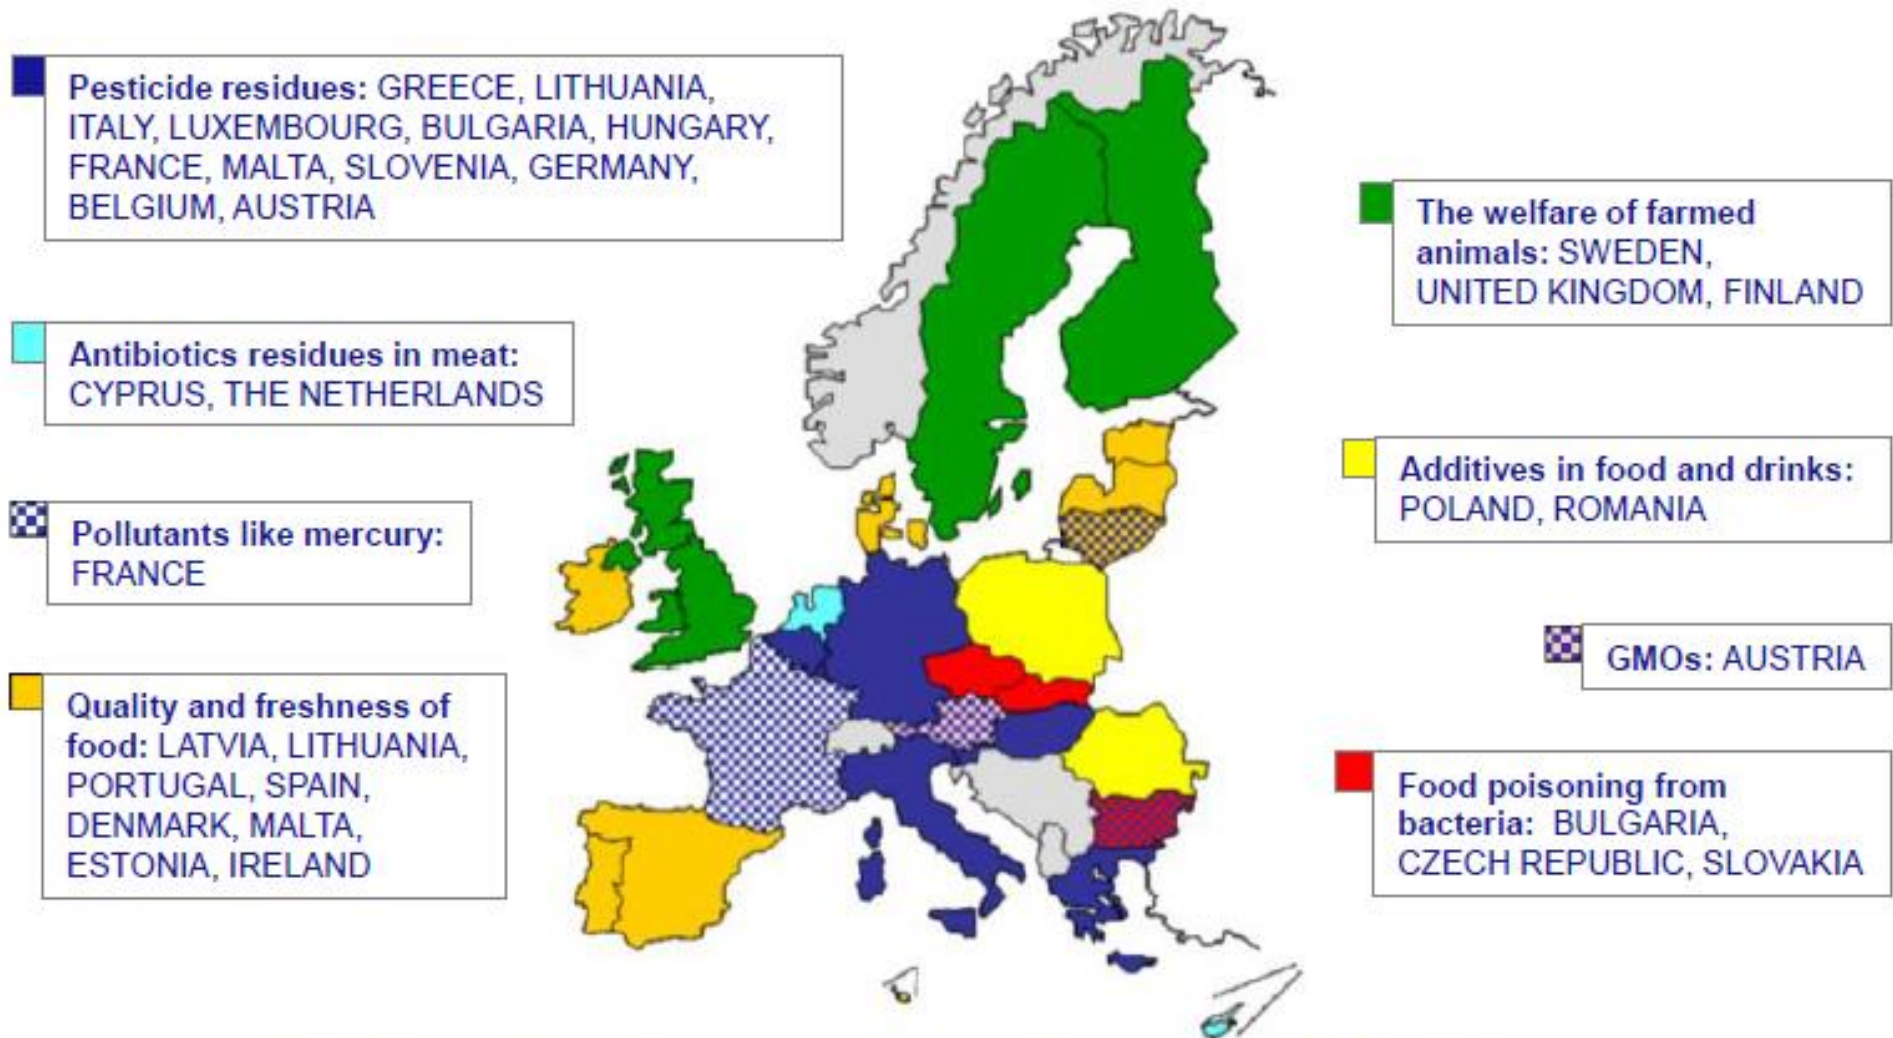 Pesticide residues: GREECE, LITHUANIA,
ITALY, LUXEMBOURG, BULGARIA, HUNGARY,
FRANCE, MALTA, SLOVENIA, GERMANY,
BELGIUM, AUSTRIA
Antibiotics residues in meat:
CYPRUS, THE NETHERLANDS
Pollutants like mercury:
FRANCE
Quality and freshness of
food: LATVIA, LITHUANIA,
PORTUGAL, SPAIN,
DENMARK, MALTA,
ESTONIA, IRELAND
The welfare of farmed
animals: SWEDEN,
UNITED KINGDOM, FINLAND
Additives in food and drinks:
POLAND, ROMANIA
GMOs: AUSTRIA
Food poisoning from
bacteria: BULGARIA,
CZECH REPUBLIC, SLOVAKIA